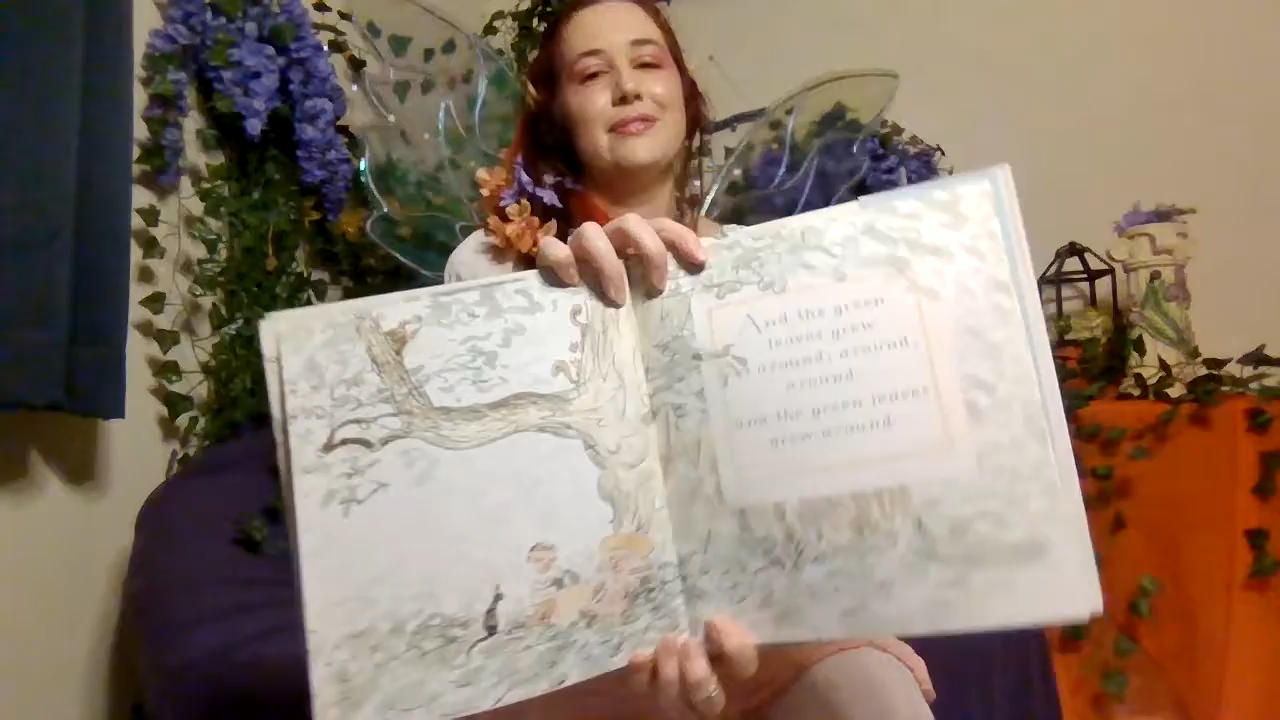 And the green
leaves grew
around, around,
around
and the green leaves
grew around